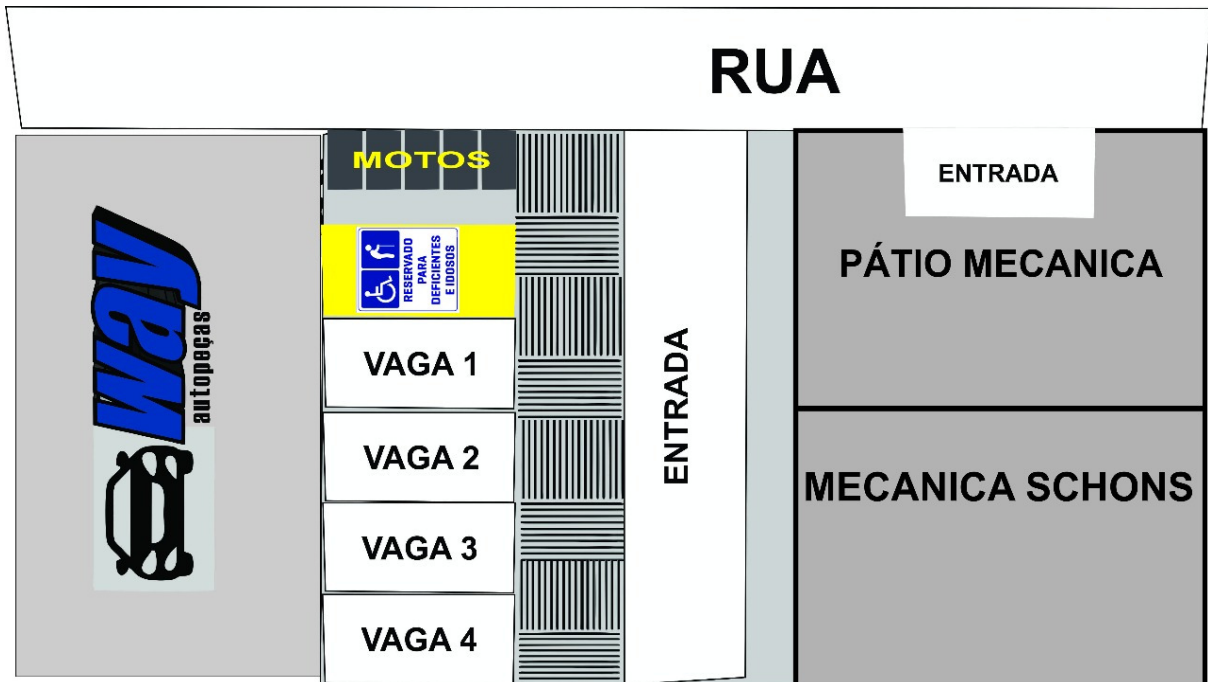 RUA
MOTOS
ENTRADA
PÁTIO MECANICA
way
autopeças
RESERVADO
PARA
DEFICIENTES
E IDOSOS
VAGA 1
VAGA 2
VAGA 3
VAGA 4
ENTRADA
MECANICA SCHONS